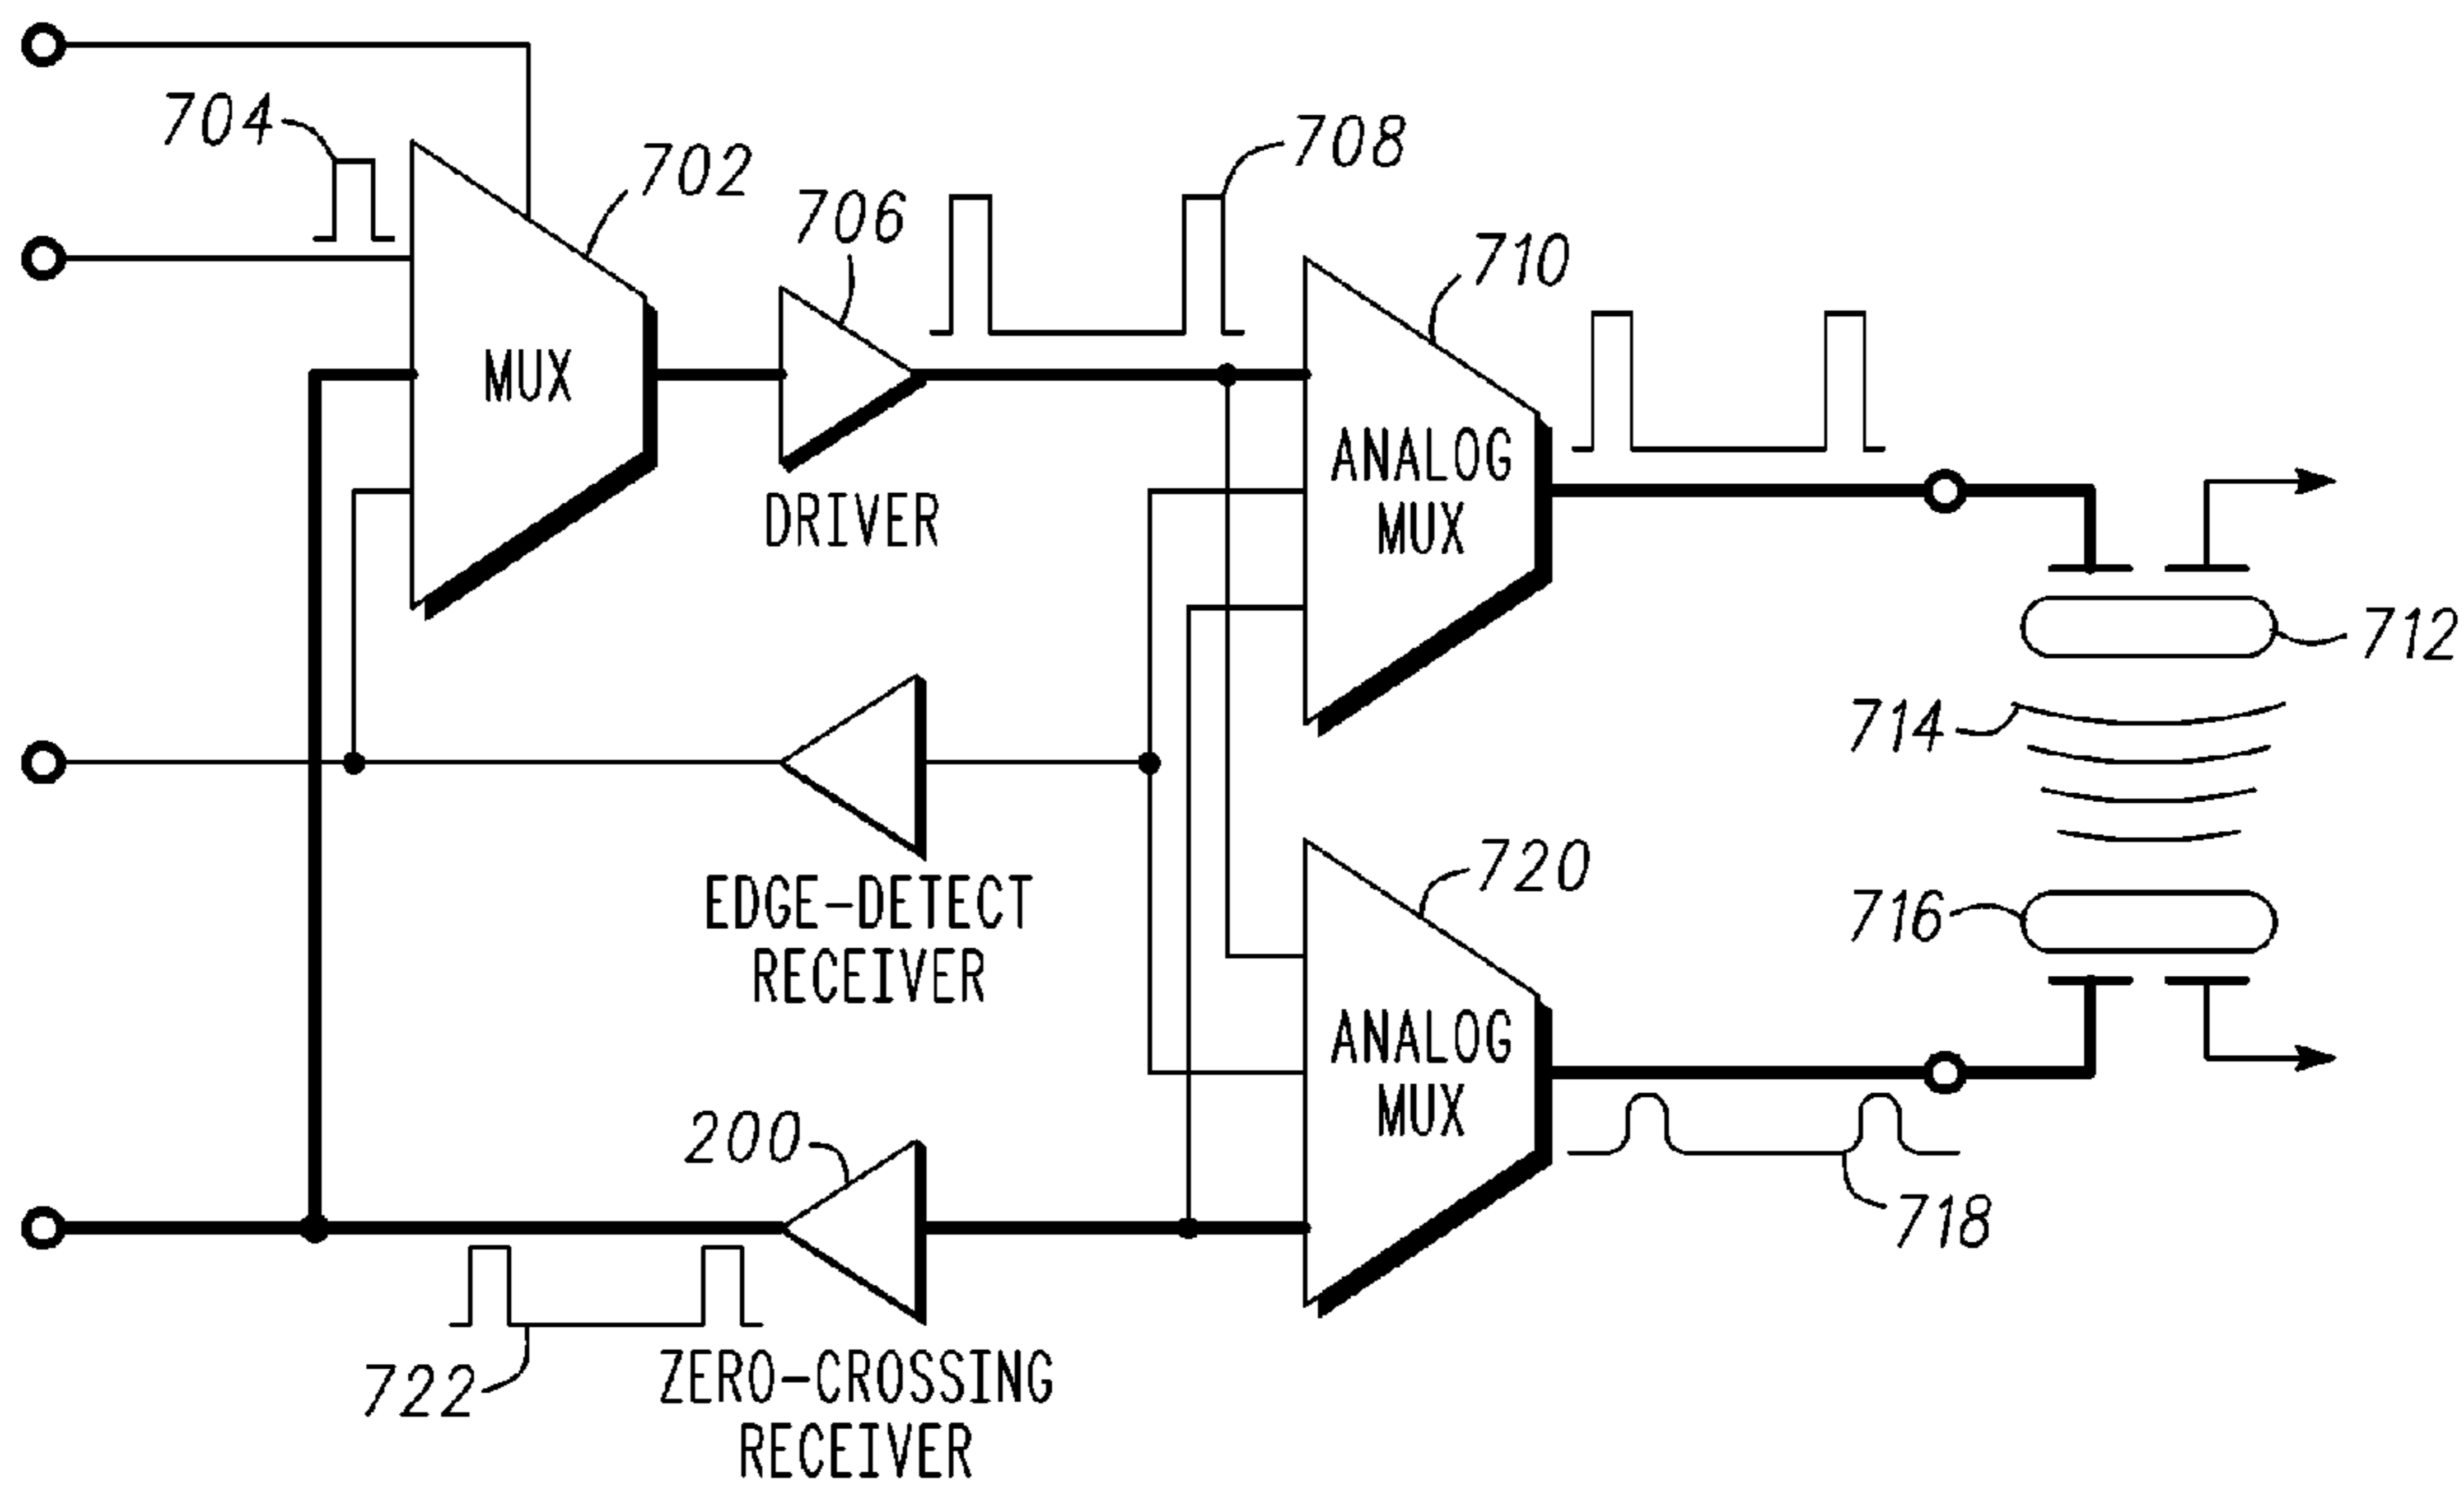 704
702
706
708
710
MUX
DRIVER
ANALOG
MUX
712
714
716
EDGE-DETECT
RECEIVER
720
ANALOG
MUX
200
718
722
ZERO-CROSSING
RECEIVER